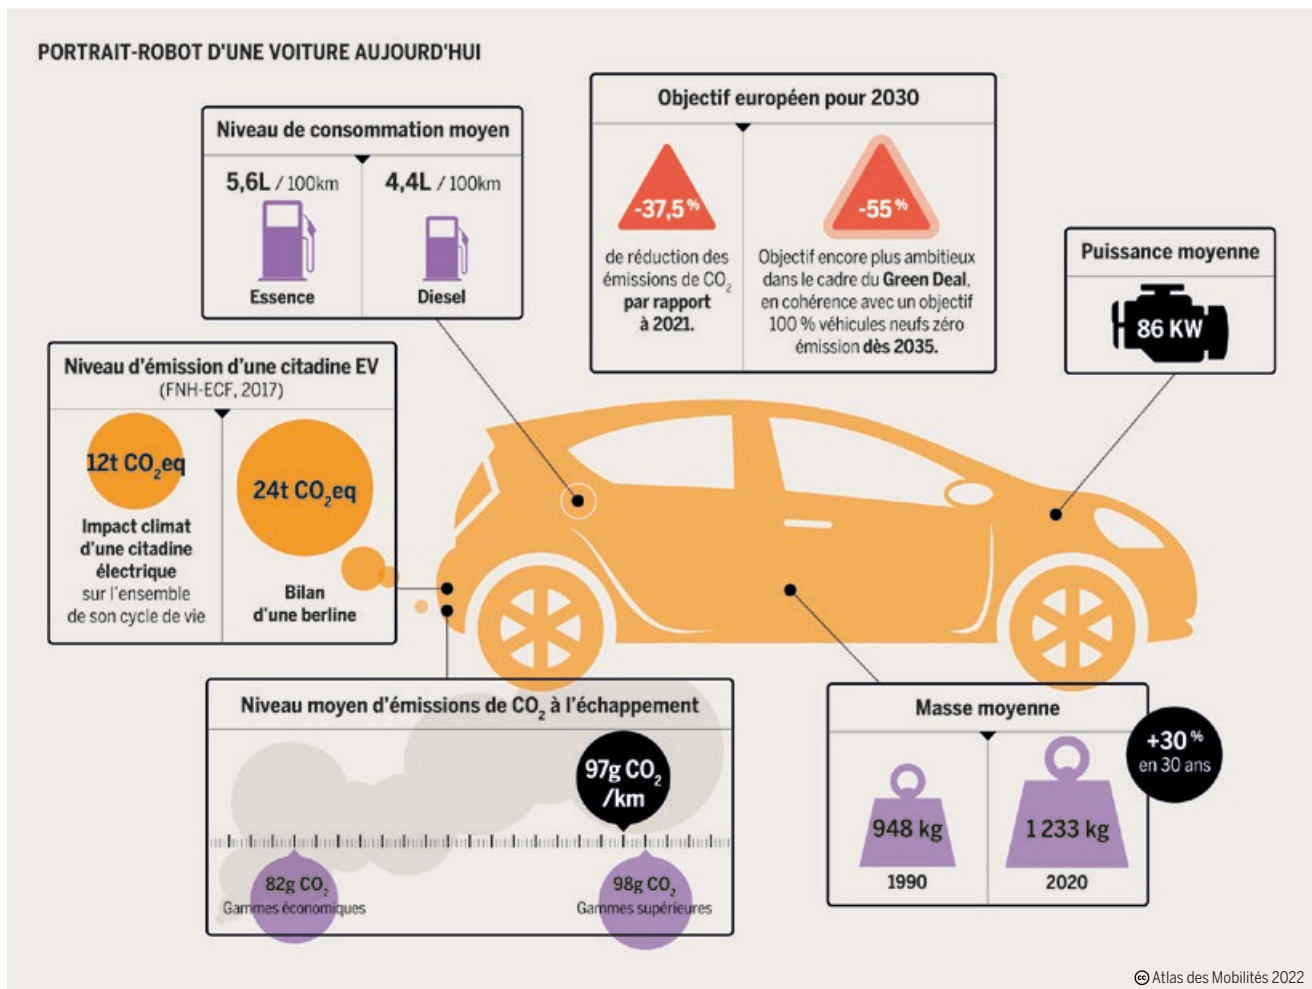 PORTRAIT-ROBOT D'UNE VOITURE AUJOURD'HUI
Niveau de consommation moyen
5,6L / 100km
Essence
4,4L / 100km
Diesel
Objectif européen pour 2030
-37,5 %
de réduction des
émissions de CO₂
par rapport
à 2021.
-55 %
Objectif encore plus ambitieux
dans le cadre du Green Deal,
en cohérence avec un objectif
100 % véhicules neufs zéro
émission dès 2035.
Puissance moyenne
86 KW
Niveau d'émission d'une citadine EV
(FNH-ECF, 2017)
12t CO₂eq
Impact climat
d'une citadine
électrique
sur l'ensemble
de son cycle de vie
24t CO₂eq
Bilan
d'une berline
Niveau moyen d'émissions de CO₂ à l'échappement
97g CO₂
/km
82g CO₂
Gammes économiques
98g CO₂
Gammes supérieures
Masse moyenne
948 kg
1990
1 233 kg
2020
+30 %
en 30 ans
cc Atlas des Mobilités 2022